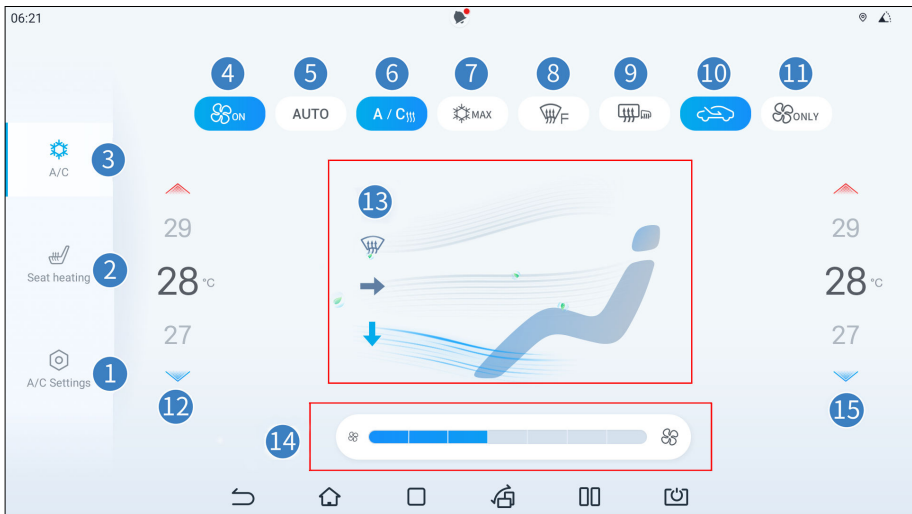 06:21
4 5 6 7 8 9 10 11
ON AUTO A / C MAX F ONLY
3
A/C
13
29 29
2
Seat heating
28 °C 28 °C
27 27
1
A/C Settings
12 15
14